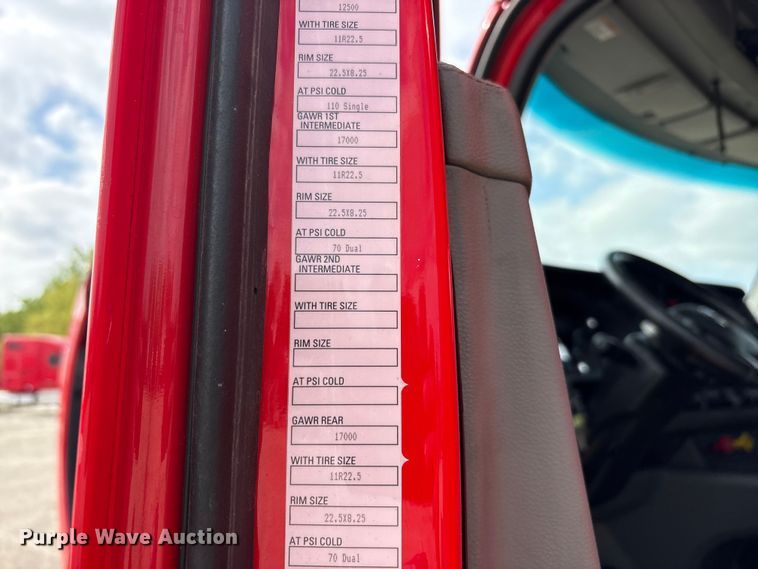 12500
WITH TIRE SIZE
11R22.5
RIM SIZE
22.5X8.25
AT PSI COLD
110 Single
GAWR 1ST
INTERMEDIATE
17000
WITH TIRE SIZE
11R22.5
RIM SIZE
22.5X8.25
AT PSI COLD
70 Dual
GAWR 2ND
INTERMEDIATE
WITH TIRE SIZE
RIM SIZE
AT PSI COLD
GAWR REAR
17000
WITH TIRE SIZE
11R22.5
RIM SIZE
22.5X8.25
AT PSI COLD
70 Dual
Purple Wave Auction